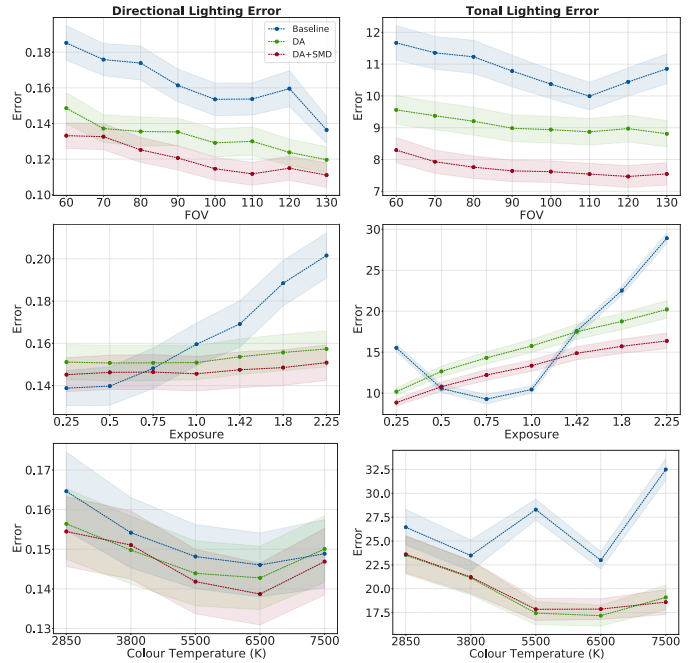 Directional Lighting Error
Tonal Lighting Error
Baseline
DA
DA+SMD
Error
0.18
0.16
0.14
0.12
0.10
60 70 80 90 100 110 120 130
FOV
Error
12
11
10
9
8
7
60 70 80 90 100 110 120 130
FOV
Error
0.20
0.18
0.16
0.14
0.25 0.5 0.75 1.0 1.42 1.8 2.25
Exposure
Error
30
25
20
15
10
0.25 0.5 0.75 1.0 1.42 1.8 2.25
Exposure
Error
0.17
0.16
0.15
0.14
0.13
2850 3800 5500 6500 7500
Colour Temperature (K)
Error
32.5
30.0
27.5
25.0
22.5
20.0
17.5
2850 3800 5500 6500 7500
Colour Temperature (K)